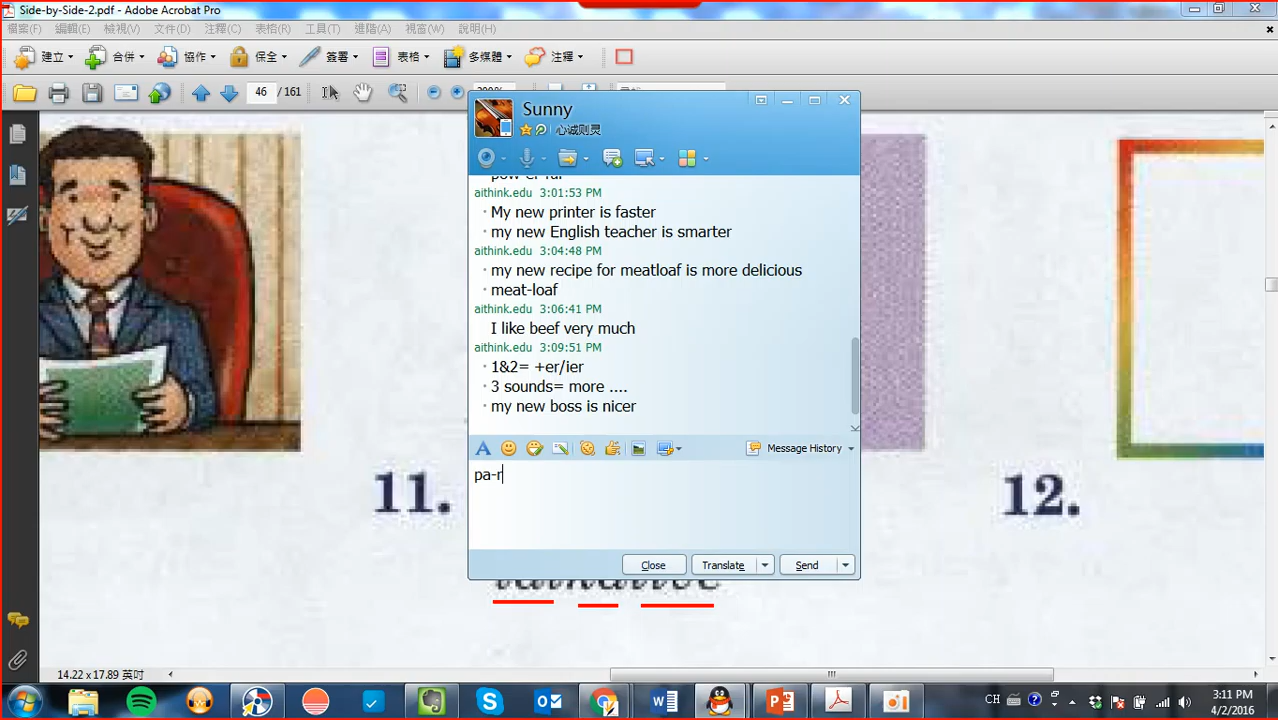 Side-by-Side-2.pdf - Adobe Acrobat Pro
檔案(F) 編輯(E) 檢視(V) 文件(D) 注釋(C) 表格(R) 工具(T) 進階(A) 視窗(W) 說明(H)
建立 合併 協作 保全 簽署 表格 多媒體 注釋
46 / 161
Sunny
心诚则灵
aithink.edu 3:01:53 PM
My new printer is faster
my new English teacher is smarter
aithink.edu 3:04:48 PM
my new recipe for meatloaf is more delicious
meat-loaf
aithink.edu 3:06:41 PM
I like beef very much
aithink.edu 3:09:51 PM
1&2= +er/ier
3 sounds= more ....
my new boss is nicer
Message History
pa-r
11.
12.
Close Translate Send
14.22 x 17.89 英吋
CH
3:11 PM
4/2/2016